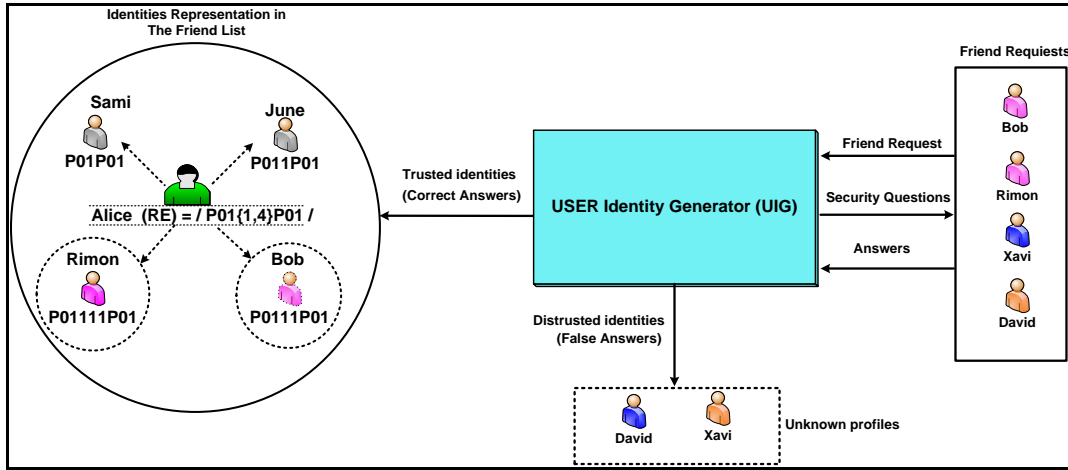 Identities Representation in
The Friend List
Sami
P01P01
June
P011P01
Alice (RE) = / P01{1,4}P01 /
Rimon
P01111P01
Bob
P0111P01
Trusted identities
(Correct Answers)
USER Identity Generator (UIG)
Friend Request
Security Questions
Answers
Distrusted identities
(False Answers)
David
Xavi
Unknown profiles
Friend Requiests
Bob
Rimon
Xavi
David